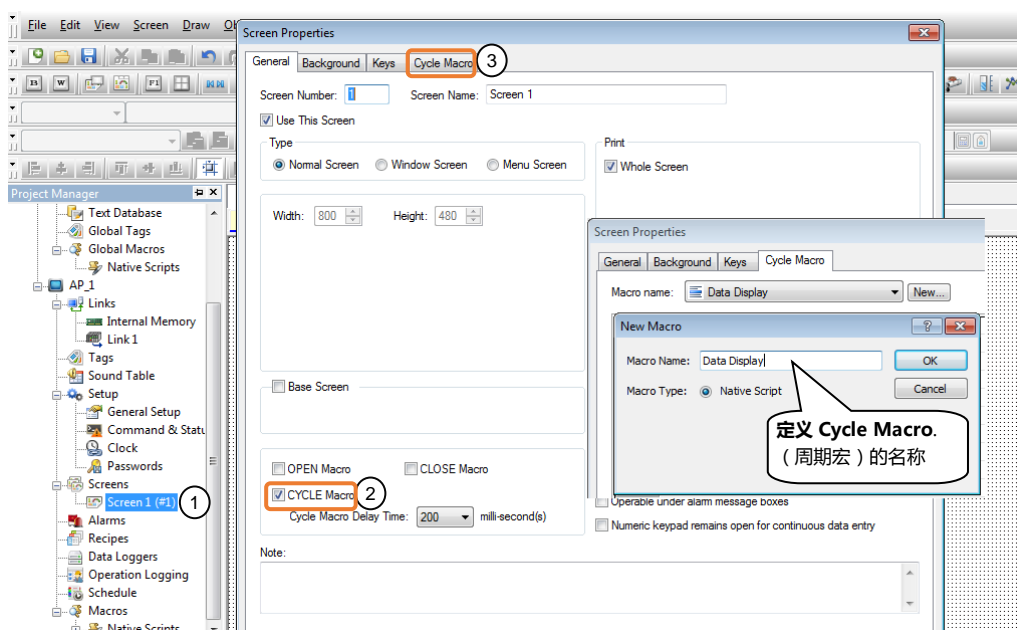 File Edit View Screen Draw
Screen Properties
General Background Keys Cycle Macro 3
Screen Number: 1 Screen Name: Screen 1
Use This Screen
Type
Normal Screen Window Screen Menu Screen
Print
Whole Screen
Width: 800 Height: 480
Base Screen
OPEN Macro CLOSE Macro
CYCLE Macro 2
Cycle Macro Delay Time: 200 milli-second(s)
Operable under alarm message boxes
Numeric keypad remains open for continuous data entry
Note:
Project Manager
Text Database
Global Tags
Global Macros
Native Scripts
AP_1
Links
Internal Memory
Link 1
Tags
Sound Table
Setup
General Setup
Command & Statu
Clock
Passwords
Screens
Screen 1 (#1) 1
Alarms
Recipes
Data Loggers
Operation Logging
Schedule
Macros
Native Scripts
Screen Properties
General Background Keys Cycle Macro
Macro name: Data Display New...
New Macro
Macro Name: Data Display OK
Macro Type: Native Script Cancel
定义 Cycle Macro.
（周期宏）的名称